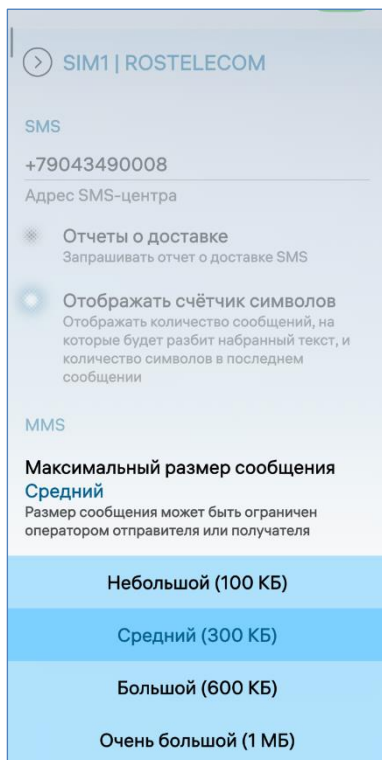 SIM1 | ROSTELECOM
SMS
+79043490008
Адрес SMS-центра
Отчеты о доставке
Запрашивать отчет о доставке SMS
Отображать счётчик символов
Отображать количество сообщений, на
которые будет разбит набранный текст, и
количество символов в последнем
сообщении
MMS
Максимальный размер сообщения
Средний
Размер сообщения может быть ограничен
оператором отправителя или получателя
Небольшой (100 КБ)
Средний (300 КБ)
Большой (600 КБ)
Очень большой (1 МБ)